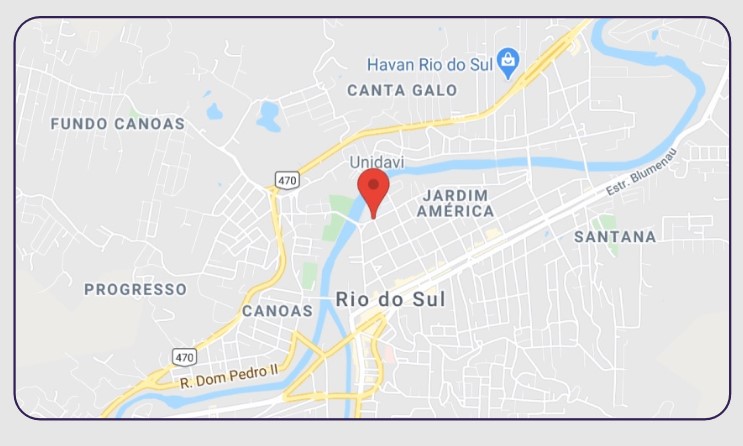 Havan Rio do Sul
CANTA GALO
FUNDO CANOAS
Unidavi
470
JARDIM
AMÉRICA
Estr. Blumenau
SANTANA
PROGRESSO
Rio do Sul
CANOAS
470
R. Dom Pedro II